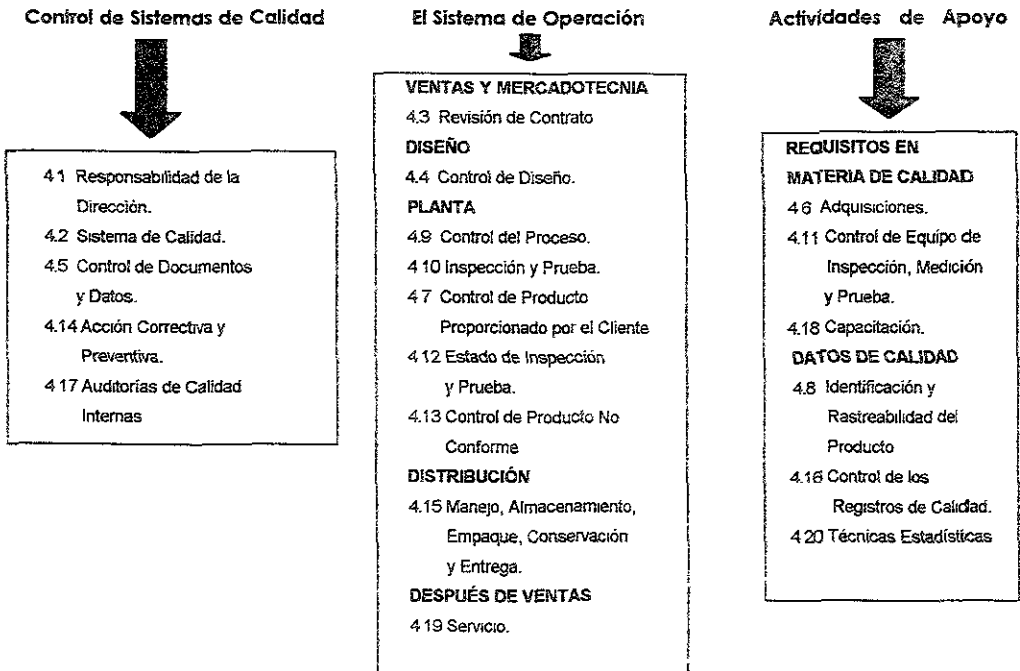 Control de Sistemas de Calidad
41 Responsabilidad de la
Dirección.
4.2 Sistema de Calidad.
4.5 Control de Documentos
y Datos.
4.14 Acción Correctiva y
Preventiva.
4 17 Auditorías de Calidad
Internas
El Sistema de Operación
VENTAS Y MERCADOTECNIA
4.3 Revisión de Contrato
DISEÑO
4.4 Control de Diseño.
PLANTA
4.9 Control del Proceso.
4 10 Inspección y Prueba.
4 7 Control de Producto
Proporcionado por el Cliente
4.12 Estado de Inspección
y Prueba.
4.13 Control de Producto No
Conforme
DISTRIBUCIÓN
4.15 Manejo, Almacenamiento,
Empaque, Conservación
y Entrega.
DESPUÉS DE VENTAS
4 19 Servicio.
Actividades de Apoyo
REQUISITOS EN
MATERIA DE CALIDAD
4 6 Adquisiciones.
4.11 Control de Equipo de
Inspección, Medición
y Prueba.
4.18 Capacitación.
DATOS DE CALIDAD
4.8 Identificación y
Rastreabilidad del
Producto
4.16 Control de los
Registros de Calidad.
4 20 Técnicas Estadísticas